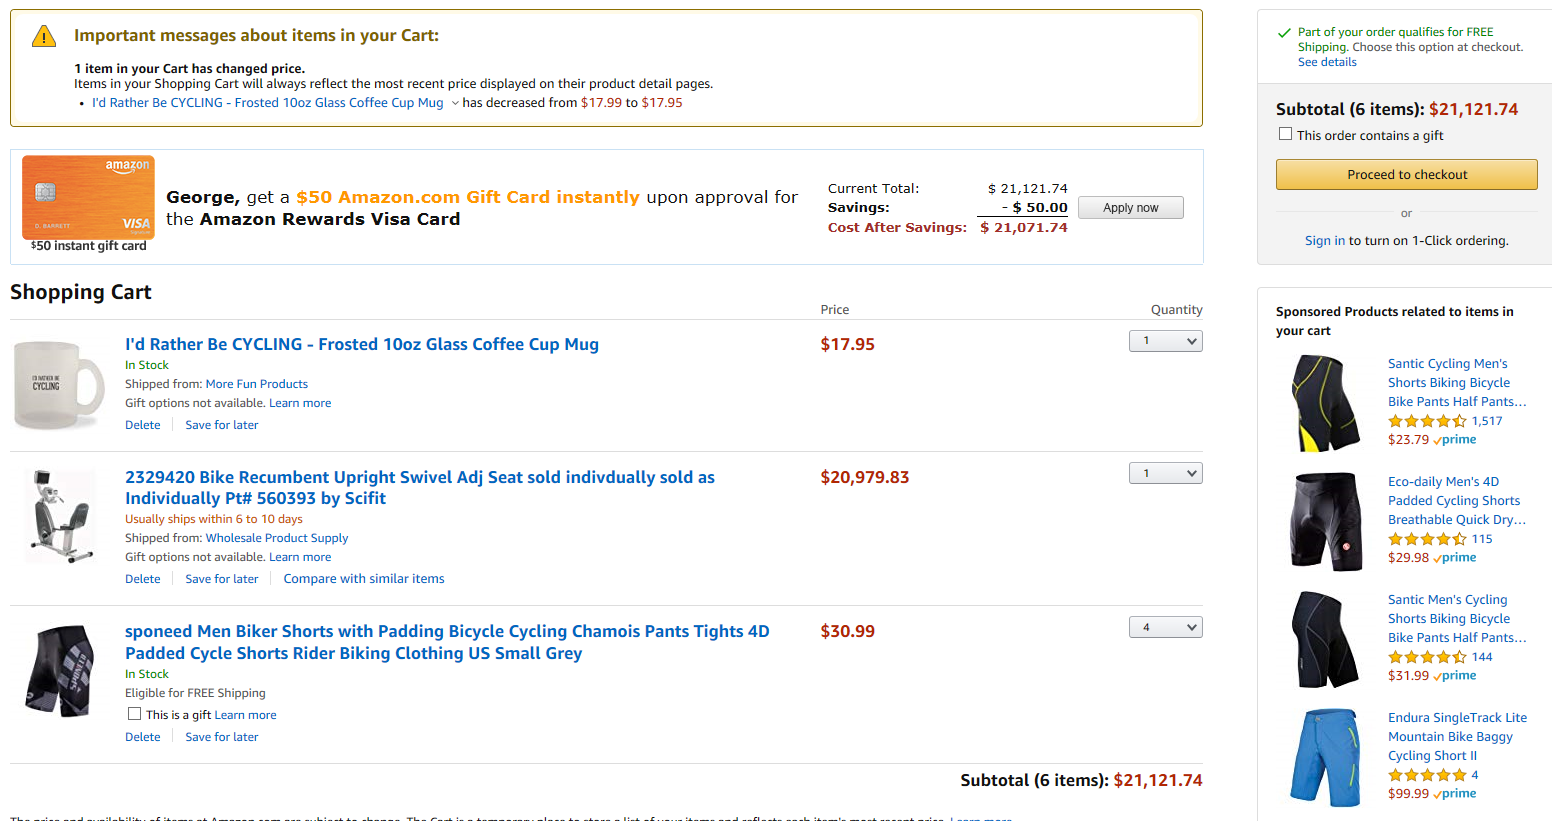 Important messages about items in your Cart:
1 item in your Cart has changed price.
Items in your Shopping Cart will always reflect the most recent price displayed on their product detail pages.
• I'd Rather Be CYCLING - Frosted 10oz Glass Coffee Cup Mug has decreased from $17.99 to $17.95
amazon
VISA
Signature
D. BARRETT
$50 instant gift card
George, get a $50 Amazon.com Gift Card instantly upon approval for
the Amazon Rewards Visa Card
Current Total: $ 21,121.74
Savings: - $ 50.00
Cost After Savings: $ 21,071.74
Apply now
Shopping Cart
Price Quantity
I'D RATHER BE
CYCLING
I'd Rather Be CYCLING - Frosted 10oz Glass Coffee Cup Mug
$17.95
1
In Stock
Shipped from: More Fun Products
Gift options not available. Learn more
Delete Save for later
2329420 Bike Recumbent Upright Swivel Adj Seat sold indivdually sold as
Individually Pt# 560393 by Scifit
$20,979.83
1
Usually ships within 6 to 10 days
Shipped from: Wholesale Product Supply
Gift options not available. Learn more
Delete Save for later Compare with similar items
sponeed Men Biker Shorts with Padding Bicycle Cycling Chamois Pants Tights 4D
Padded Cycle Shorts Rider Biking Clothing US Small Grey
$30.99
4
SPONEED
In Stock
Eligible for FREE Shipping
This is a gift Learn more
Delete Save for later
Subtotal (6 items): $21,121.74
The price and availability of items at Amazon.com are subject to change. The Cart is a temporary place to store a list of your items and reflects each item's most recent price. Learn more
Part of your order qualifies for FREE
Shipping. Choose this option at checkout.
See details
Subtotal (6 items): $21,121.74
This order contains a gift
Proceed to checkout
or
Sign in to turn on 1-Click ordering.
Sponsored Products related to items in
your cart
Santic Cycling Men's
Shorts Biking Bicycle
Bike Pants Half Pants...
1,517
$23.79 prime
Eco-daily Men's 4D
Padded Cycling Shorts
Breathable Quick Dry...
115
$29.98 prime
Santic Men's Cycling
Shorts Biking Bicycle
Bike Pants Half Pants...
144
$31.99 prime
Endura SingleTrack Lite
Mountain Bike Baggy
Cycling Short II
4
$99.99 prime